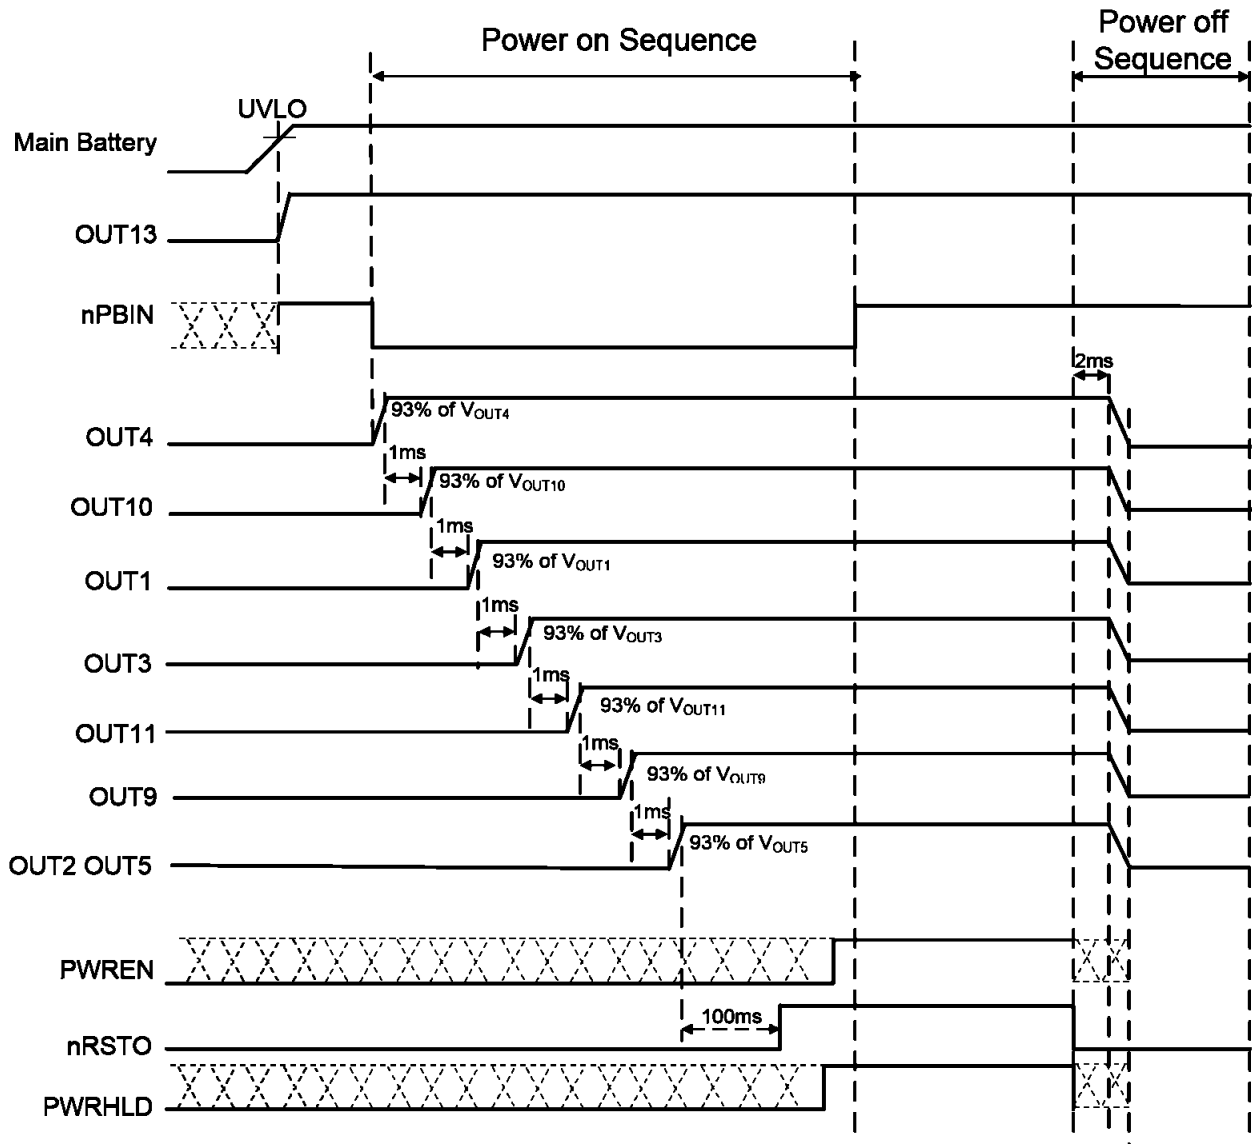 Power on Sequence
Power off
Sequence
UVLO
Main Battery
OUT13
nPBIN
2ms
93% of VOUT4
OUT4
1ms
93% of VOUT10
OUT10
1ms
93% of VOUT1
OUT1
1ms
93% of VOUT3
OUT3
1ms
93% of VOUT11
OUT11
1ms
93% of VOUT9
OUT9
1ms
93% of VOUT5
OUT2 OUT5
PWREN
100ms
nRSTO
PWRHLD